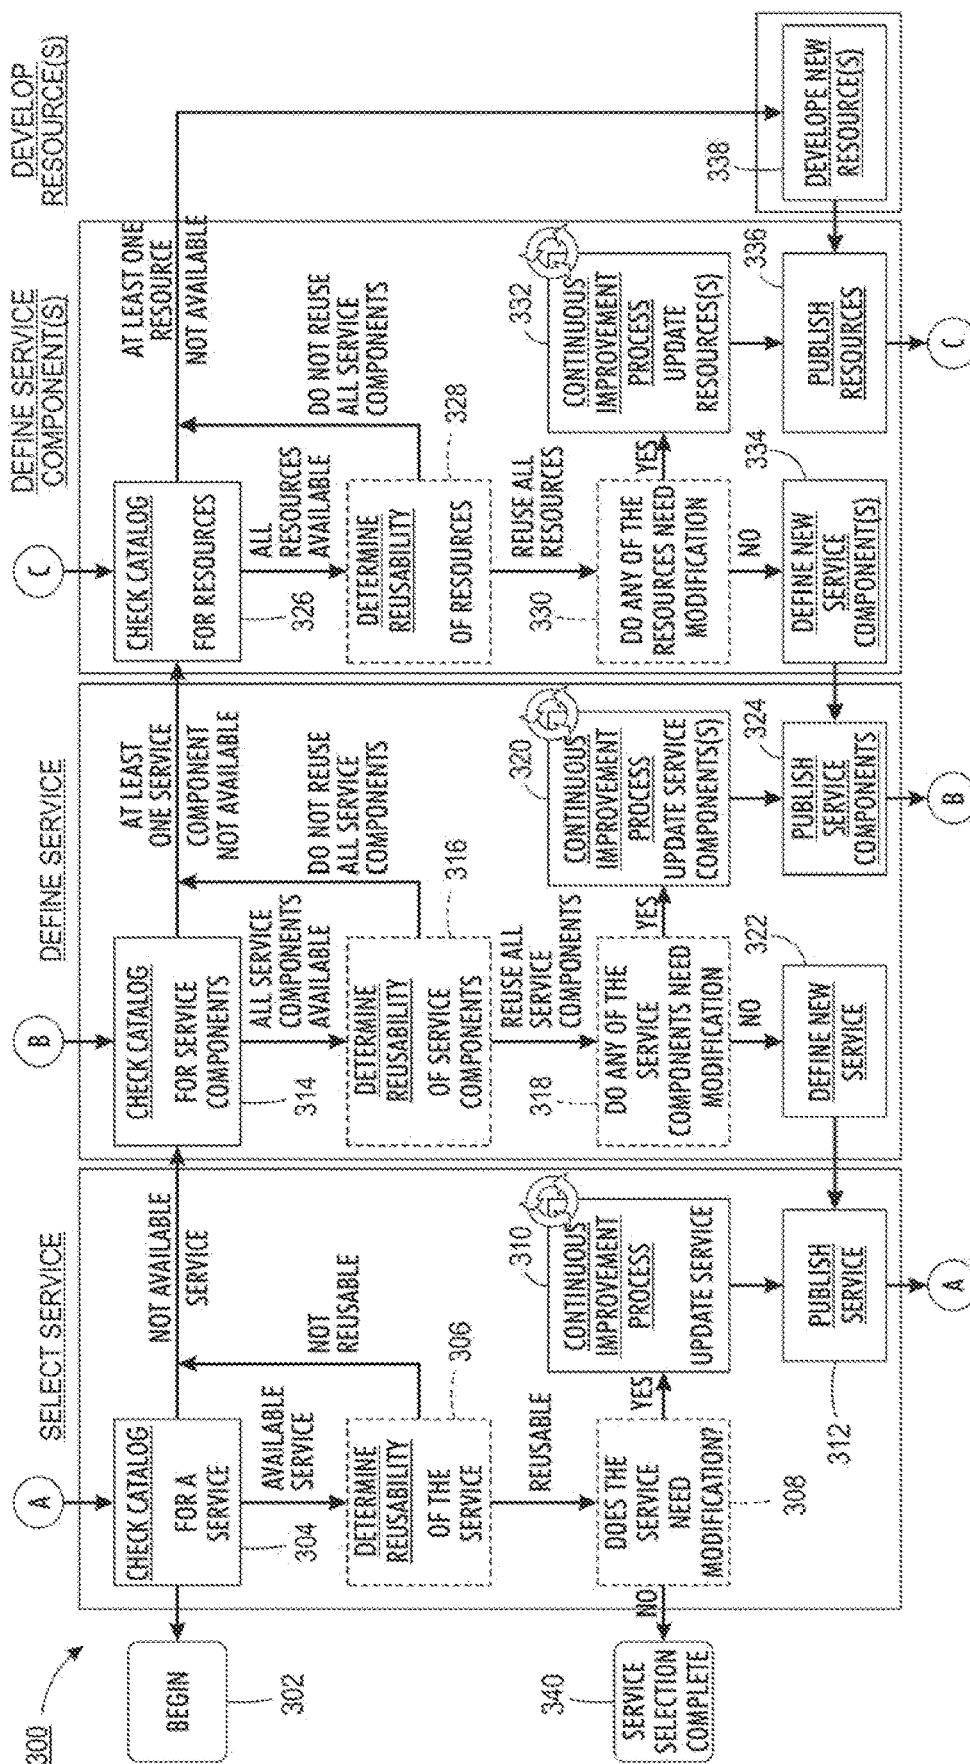 300
SELECT SERVICE
DEFINE SERVICE
DEFINE SERVICE
COMPONENT(S)
DEVELOP
RESOURCE(S)
A
B
C
BEGIN
302
CHECK CATALOG
FOR A
SERVICE
304
NOT AVAILABLE
SERVICE
AVAILABLE
SERVICE
NOT
REUSABLE
DETERMINE
REUSABILITY
OF THE
SERVICE
306
REUSABLE
DOES THE
SERVICE
NEED
MODIFICATION?
308
NO
YES
SERVICE
SELECTION
COMPLETE
340
CONTINUOUS
IMPROVEMENT
PROCESS
UPDATE SERVICE
310
PUBLISH
SERVICE
312
A
CHECK CATALOG
FOR SERVICE
COMPONENTS
314
AT LEAST
ONE SERVICE
COMPONENT
NOT AVAILABLE
ALL SERVICE
COMPONENTS
AVAILABLE
DO NOT REUSE
ALL SERVICE
COMPONENTS
DETERMINE
REUSABILITY
OF SERVICE
COMPONENTS
316
REUSE ALL
SERVICE
COMPONENTS
DO ANY OF THE
SERVICE
COMPONENTS NEED
MODIFICATION
318
YES
NO
CONTINUOUS
IMPROVEMENT
PROCESS
UPDATE SERVICE
COMPONENTS(S)
320
DEFINE NEW
SERVICE
322
PUBLISH
SERVICE
COMPONENTS
324
B
CHECK CATALOG
FOR RESOURCES
326
AT LEAST ONE
RESOURCE
NOT AVAILABLE
ALL
RESOURCES
AVAILABLE
DO NOT REUSE
ALL SERVICE
COMPONENTS
DETERMINE
REUSABILITY
OF RESOURCES
328
REUSE ALL
RESOURCES
DO ANY OF THE
RESOURCES NEED
MODIFICATION
330
YES
NO
CONTINUOUS
IMPROVEMENT
PROCESS
UPDATE
RESOURCES(S)
332
DEFINE NEW
SERVICE
COMPONENT(S)
334
PUBLISH
RESOURCES
336
C
DEVELOPE NEW
RESOURCE(S)
338